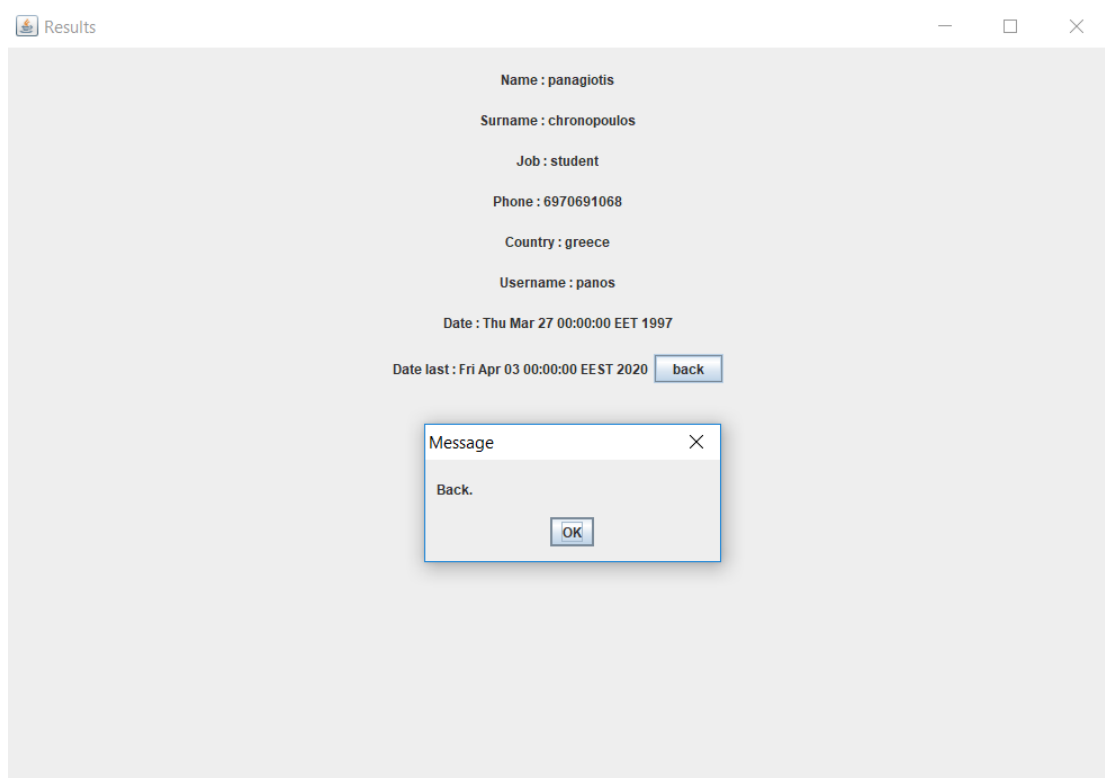 Results
Name : panagiotis
Surname : chronopoulos
Job : student
Phone : 6970691068
Country : greece
Username : panos
Date : Thu Mar 27 00:00:00 EET 1997
Date last : Fri Apr 03 00:00:00 EEST 2020 back
Message
Back.
OK